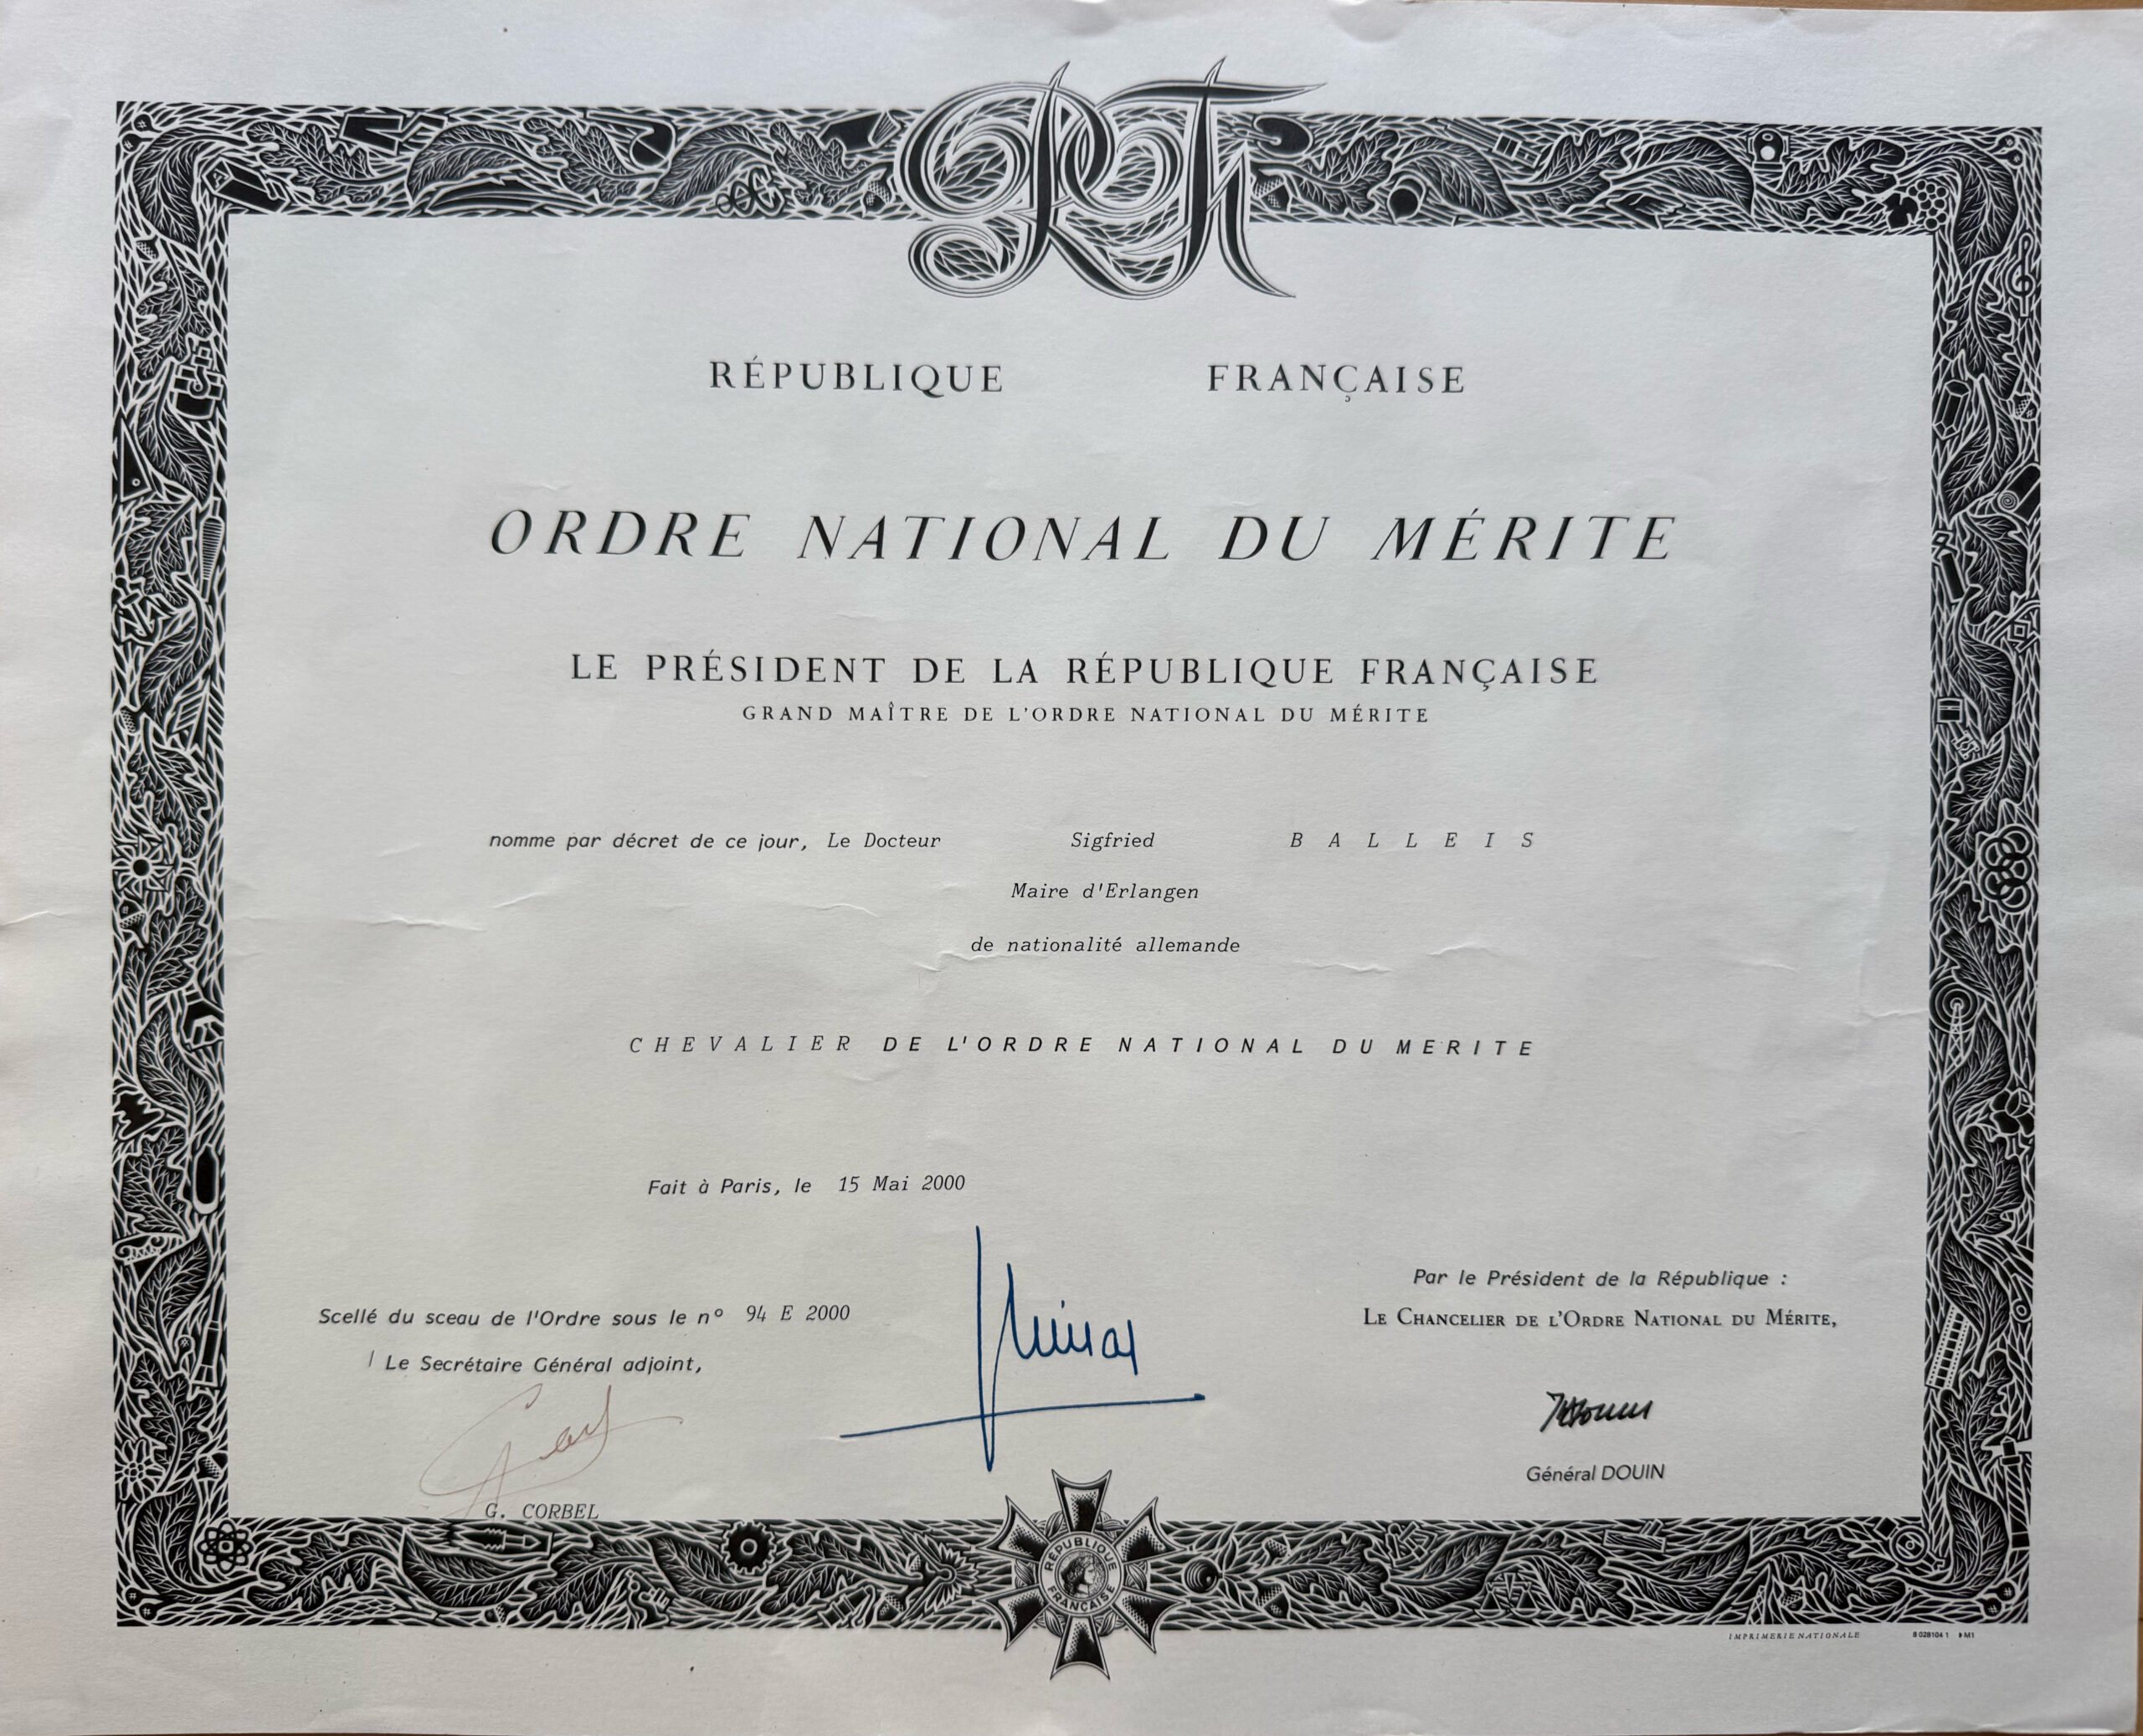 RF
RÉPUBLIQUE FRANÇAISE
ORDRE NATIONAL DU MÉRITE
LE PRÉSIDENT DE LA RÉPUBLIQUE FRANÇAISE
GRAND MAÎTRE DE L'ORDRE NATIONAL DU MÉRITE
nomme par décret de ce jour, Le Docteur Sigfried BALLEIS
Maire d'Erlangen
de nationalité allemande
CHEVALIER DE L'ORDRE NATIONAL DU MERITE
Fait à Paris, le 15 Mai 2000
Par le Président de la République :
Scellé du sceau de l'Ordre sous le nº 94 E 2000
LE CHANCELIER DE L'ORDRE NATIONAL DU MÉRITE,
/ Le Secrétaire Général adjoint,
Général DOUIN
G. CORBEL
RÉPUBLIQUE FRANÇAISE
IMPRIMERIE NATIONALE